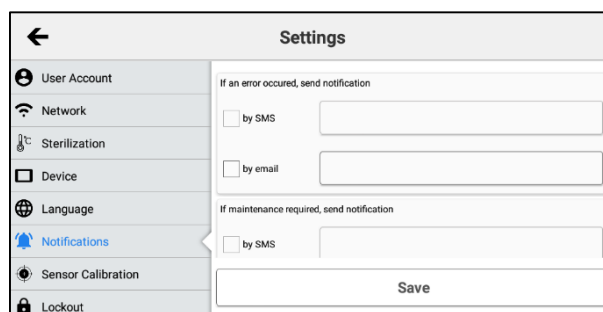 Settings
User Account
Network
°C Sterilization
Device
Language
Notifications
Sensor Calibration
Lockout
If an error occured, send notification
by SMS
by email
If maintenance required, send notification
by SMS
Save